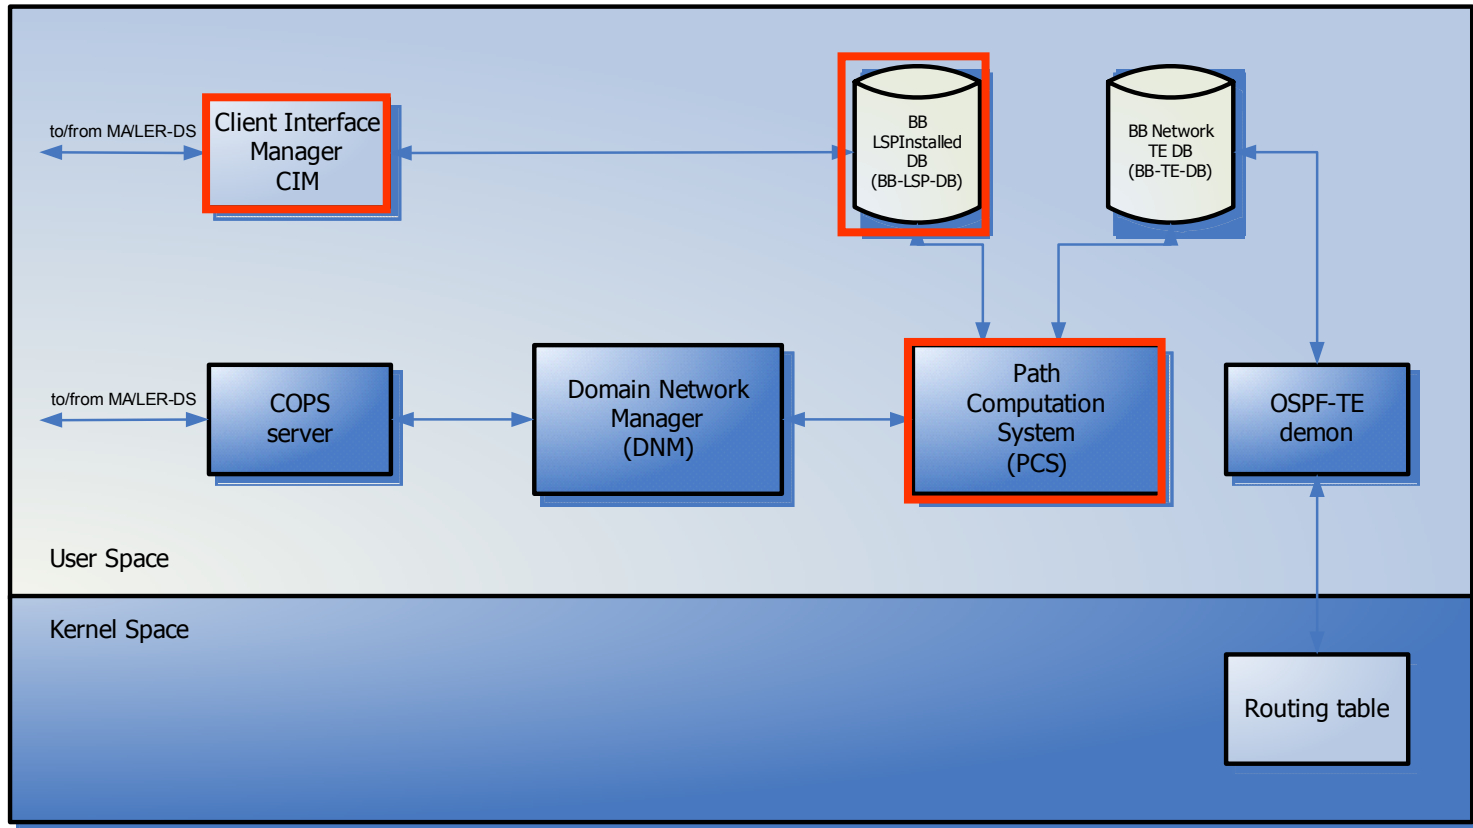 to/from MA/LER-DS
Client Interface
Manager
CIM
BB
LSPInstalled
DB
(BB-LSP-DB)
BB Network
TE DB
(BB-TE-DB)
to/from MA/LER-DS
COPS
server
Domain Network
Manager
(DNM)
Path
Computation
System
(PCS)
OSPF-TE
demon
User Space
Kernel Space
Routing table